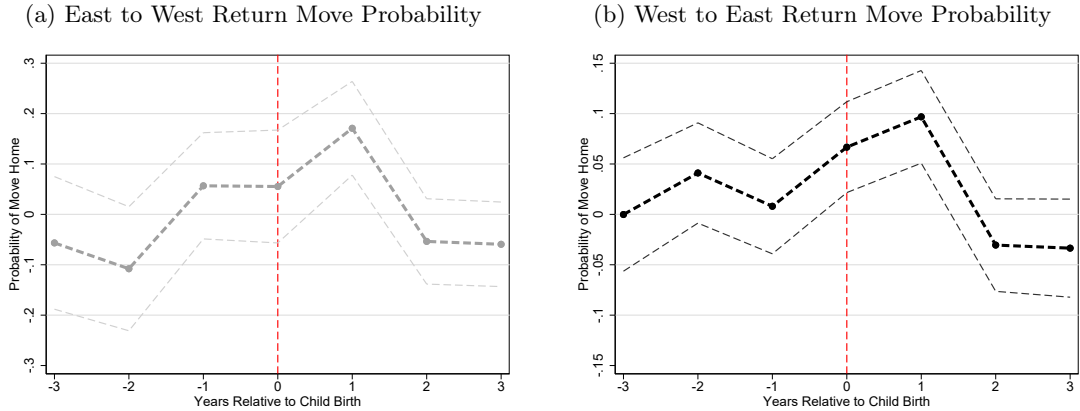 (a) East to West Return Move Probability
Probability of Move Home
.3
.2
.1
0
-.1
-.2
-.3
-3 -2 -1 0 1 2 3
Years Relative to Child Birth
(b) West to East Return Move Probability
Probability of Move Home
.15
.1
.05
0
-.05
-.1
-.15
-3 -2 -1 0 1 2 3
Years Relative to Child Birth